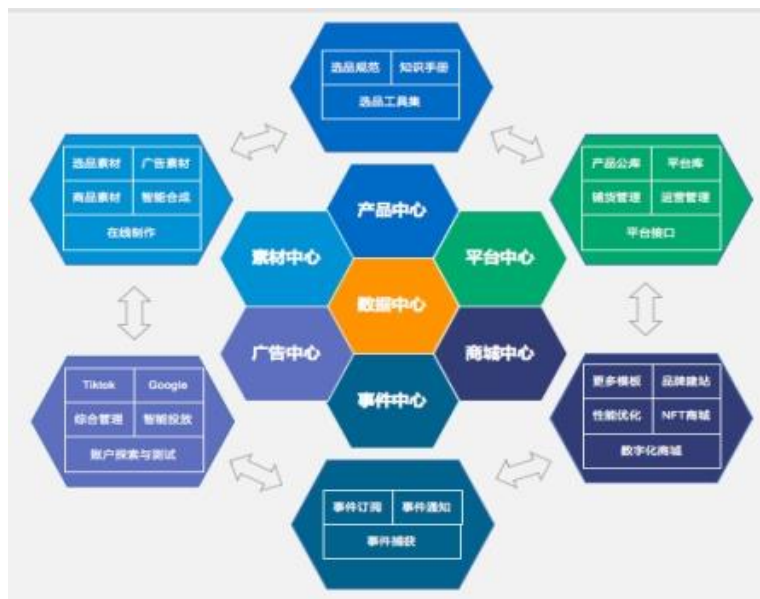 选品规范 知识手册
选品工具集
选品素材 广告素材
商品素材 智能合成
在线制作
产品公库 平台库
铺货管理 运营管理
平台接口
产品中心
素材中心 平台中心
数据中心
广告中心 商城中心
事件中心
Tiktok Google
综合管理 智能投放
账户探索与测试
更多模板 品牌建站
性能优化 NFT商城
数字化商城
事件订阅 事件通知
事件捕获